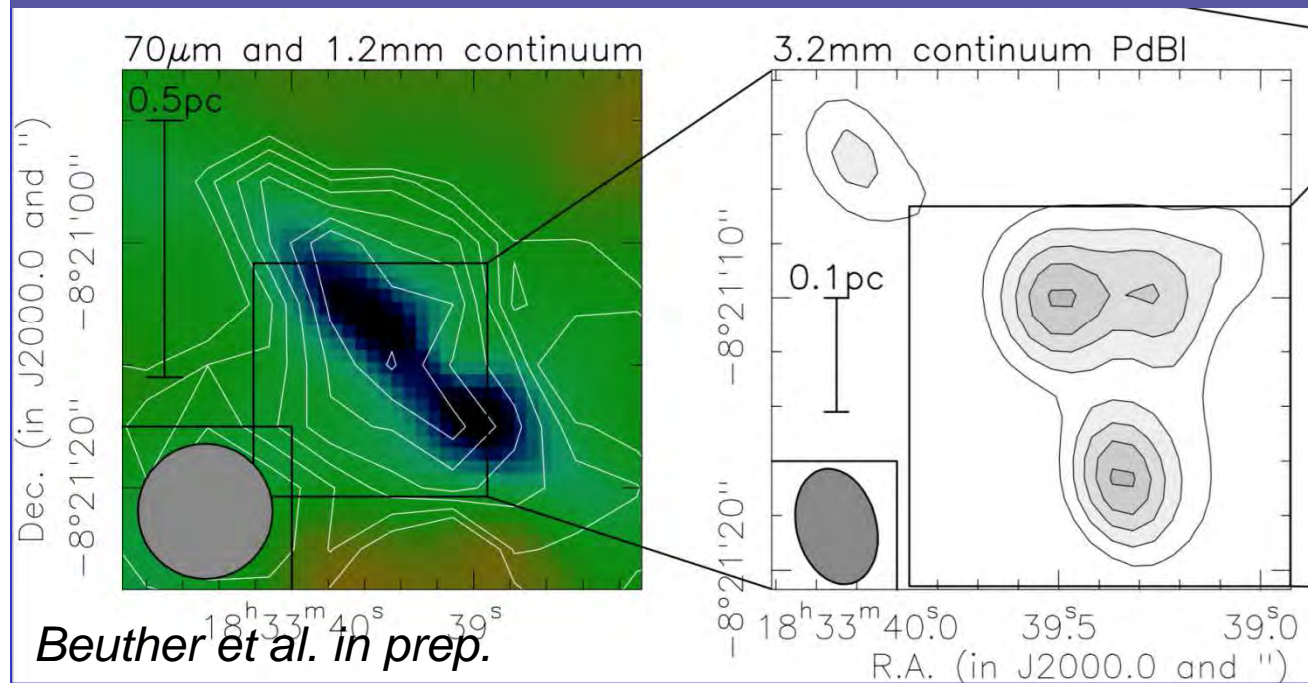 70μm and 1.2mm continuum
0.5pc
Dec. (in J2000.0 and ")
-8°21'00"
-8°21'20"
18ʰ33ᵐ40ˢ
39ˢ
Beuther et al. in prep.
3.2mm continuum PdBI
0.1pc
-8°21'10"
-8°21'20"
18ʰ33ᵐ40.0ˢ
39.5ˢ
39.0ˢ
R.A. (in J2000.0 and ")